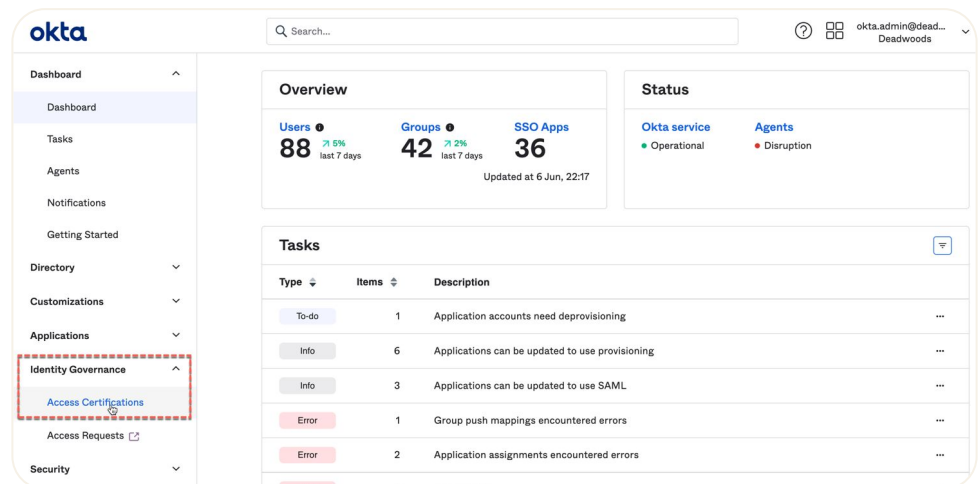 okta
Search...
okta.admin@dead...
Deadwoods
Dashboard
Dashboard
Tasks
Agents
Notifications
Getting Started
Directory
Customizations
Applications
Identity Governance
Access Certifications
Access Requests
Security
Overview
Users
88
5%
last 7 days
Groups
42
2%
last 7 days
SSO Apps
36
Updated at 6 Jun, 22:17
Status
Okta service
Operational
Agents
Disruption
Tasks
Type Items Description
To-do 1 Application accounts need deprovisioning
Info 6 Applications can be updated to use provisioning
Info 3 Applications can be updated to use SAML
Error 1 Group push mappings encountered errors
Error 2 Application assignments encountered errors